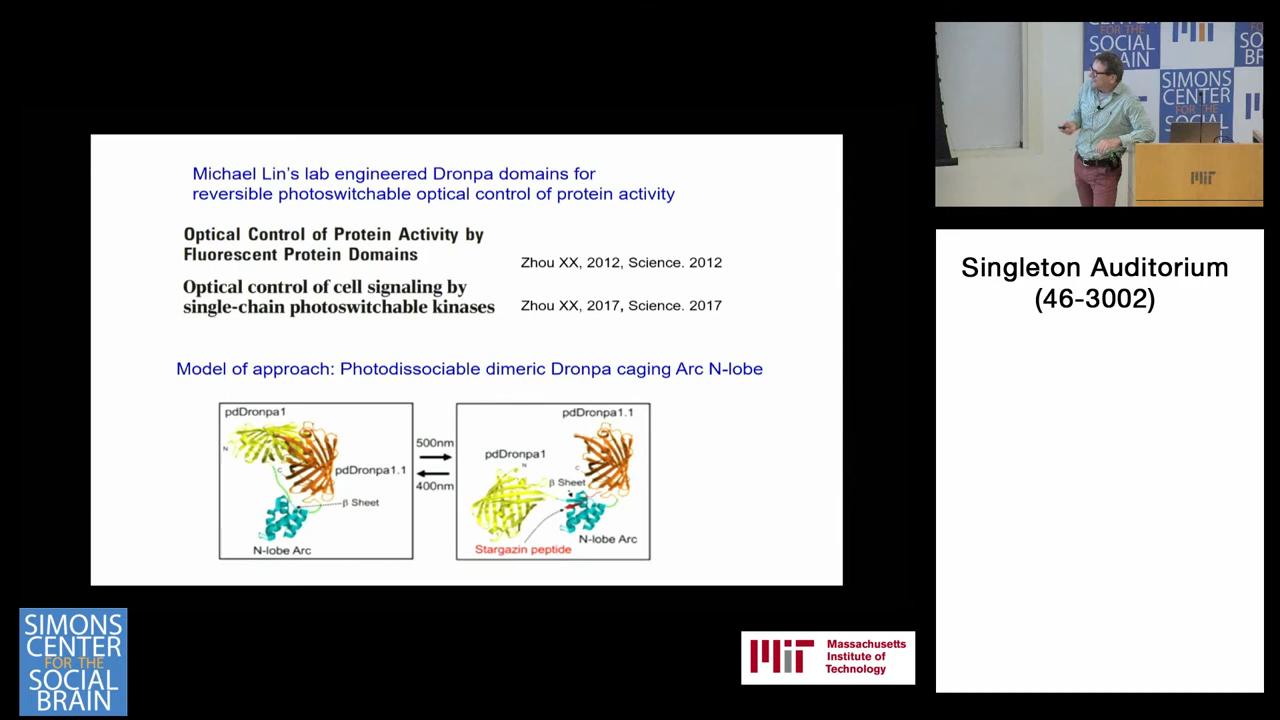 Michael Lin's lab engineered Dronpa domains for
reversible photoswitchable optical control of protein activity
Optical Control of Protein Activity by
Fluorescent Protein Domains
Zhou XX, 2012, Science. 2012
Optical control of cell signaling by
single-chain photoswitchable kinases
Zhou XX, 2017, Science. 2017
Model of approach: Photodissociable dimeric Dronpa caging Arc N-lobe
pdDronpa1
N
C
pdDronpa1.1
β Sheet
N-lobe Arc
500nm
400nm
pdDronpa1.1
pdDronpa1
N
C
β Sheet
N-lobe Arc
Stargazin peptide
SOCIAL
BRAIN
SIMONS
CENTER
FOR THE
SOCIAL
MIT
Singleton Auditorium
(46-3002)
SIMONS
CENTER
FOR THE
SOCIAL
BRAIN
Massachusetts
Institute of
Technology